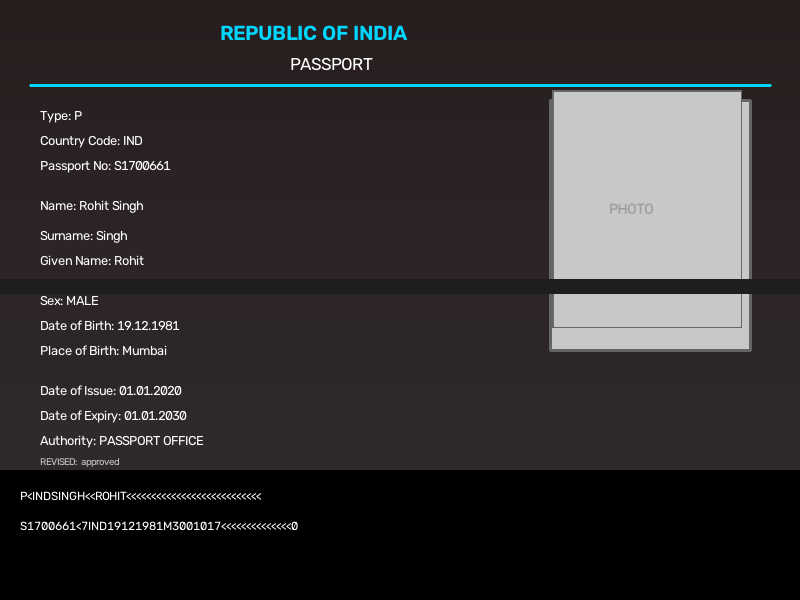 REPUBLIC OF INDIA
PASSPORT
Type: P
Country Code: IND
Passport No: S1700661
PHOTO
Name: Rohit Singh
Surname: Singh
Given Name: Rohit
Sex: MALE
Date of Birth: 19.12.1981
Place of Birth: Mumbai
Date of Issue: 01.01.2020
Date of Expiry: 01.01.2030
Authority: PASSPORT OFFICE
REVISED: approved
P<INDSINGH<<ROHIT<<<<<<<<<<<<<<<<<<<<<<<<<<<
S1700661<7IND19121981M3001017<<<<<<<<<<<<<<0